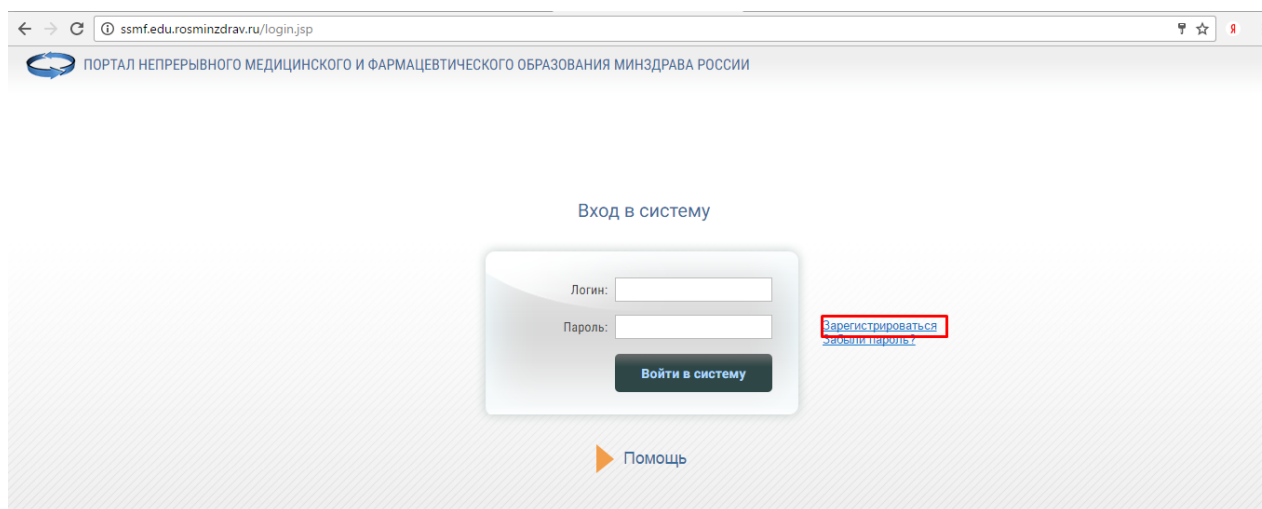 ssmf.edu.rosminzdrav.ru/login.jsp
Я
ПОРТАЛ НЕПРЕРЫВНОГО МЕДИЦИНСКОГО И ФАРМАЦЕВТИЧЕСКОГО ОБРАЗОВАНИЯ МИНЗДРАВА РОССИИ
Вход в систему
Логин:
Пароль:
Зарегистрироваться
Забыли пароль?
Войти в систему
Помощь